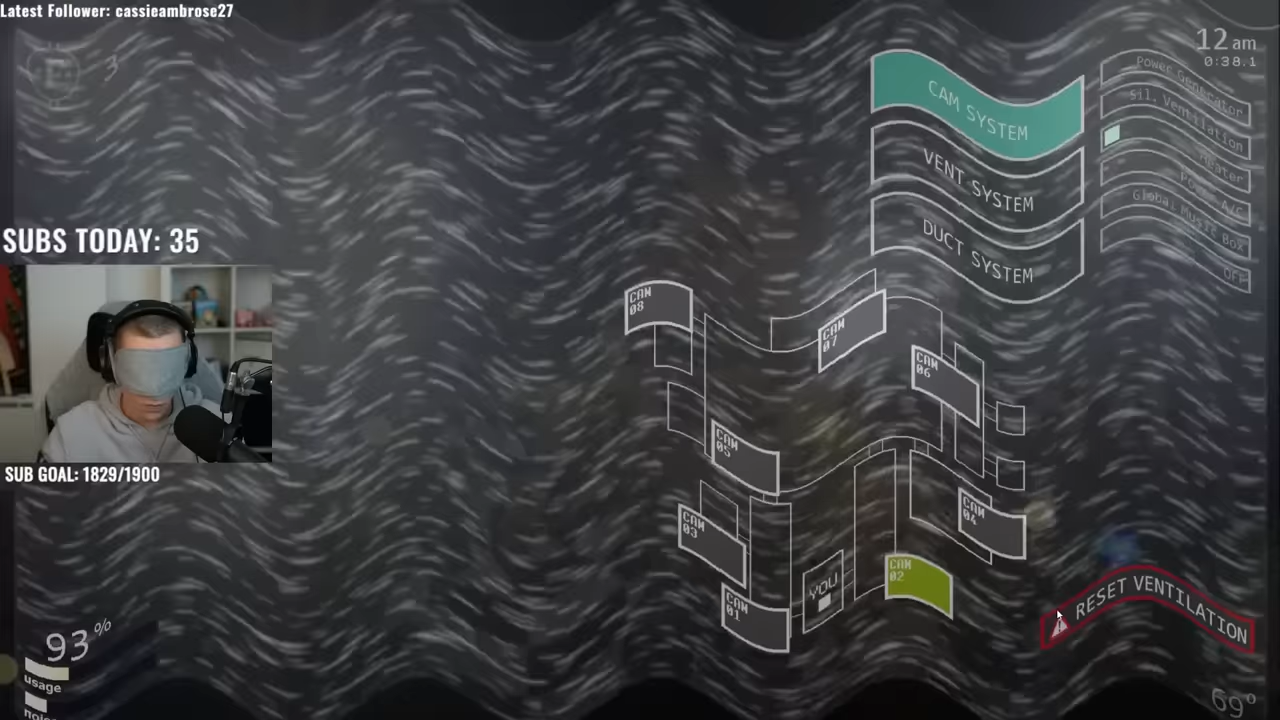 Latest Follower: cassieambrose27
3
12 am
0:38.1
Power Generator
Sil. Ventilation
Heater
Power A/C
Global Music Box
OFF
CAM SYSTEM
VENT SYSTEM
DUCT SYSTEM
SUBS TODAY: 35
CAM 08
CAM 07
CAM 06
CAM 05
CAM 04
CAM 03
CAM 02
CAM 01
YOU
SUB GOAL: 1829/1900
RESET VENTILATION
93%
usage
69°